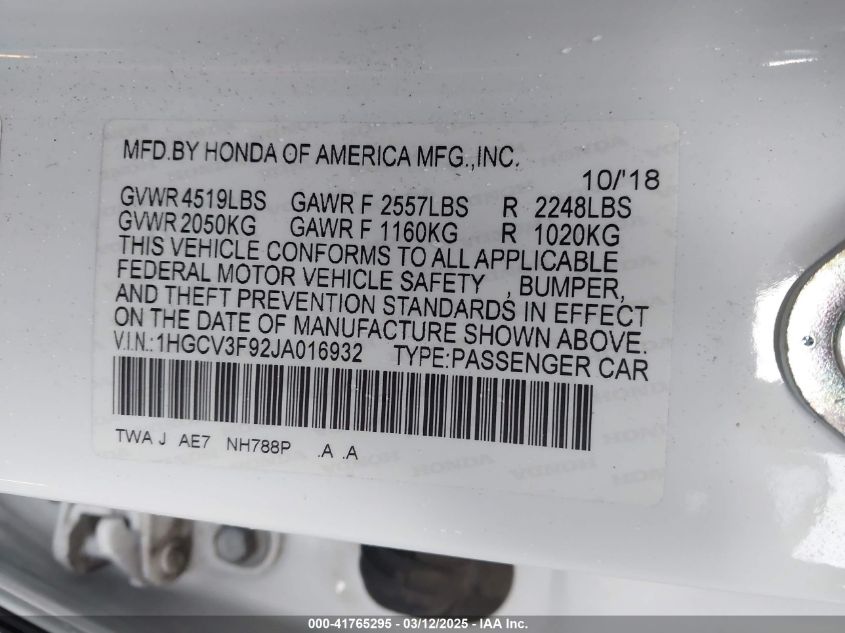 MFD.BY HONDA OF AMERICA MFG.,INC.
10/'18
GVWR 4519LBS GAWR F 2557LBS R 2248LBS
GVWR 2050KG GAWR F 1160KG R 1020KG
THIS VEHICLE CONFORMS TO ALL APPLICABLE
FEDERAL MOTOR VEHICLE SAFETY , BUMPER,
AND THEFT PREVENTION STANDARDS IN EFFECT
ON THE DATE OF MANUFACTURE SHOWN ABOVE.
V.I.N.:1HGCV3F92JA016932 TYPE:PASSENGER CAR
TWA J AE7 NH788P .A .A
000-41765295 - 03/12/2025 - IAA Inc.